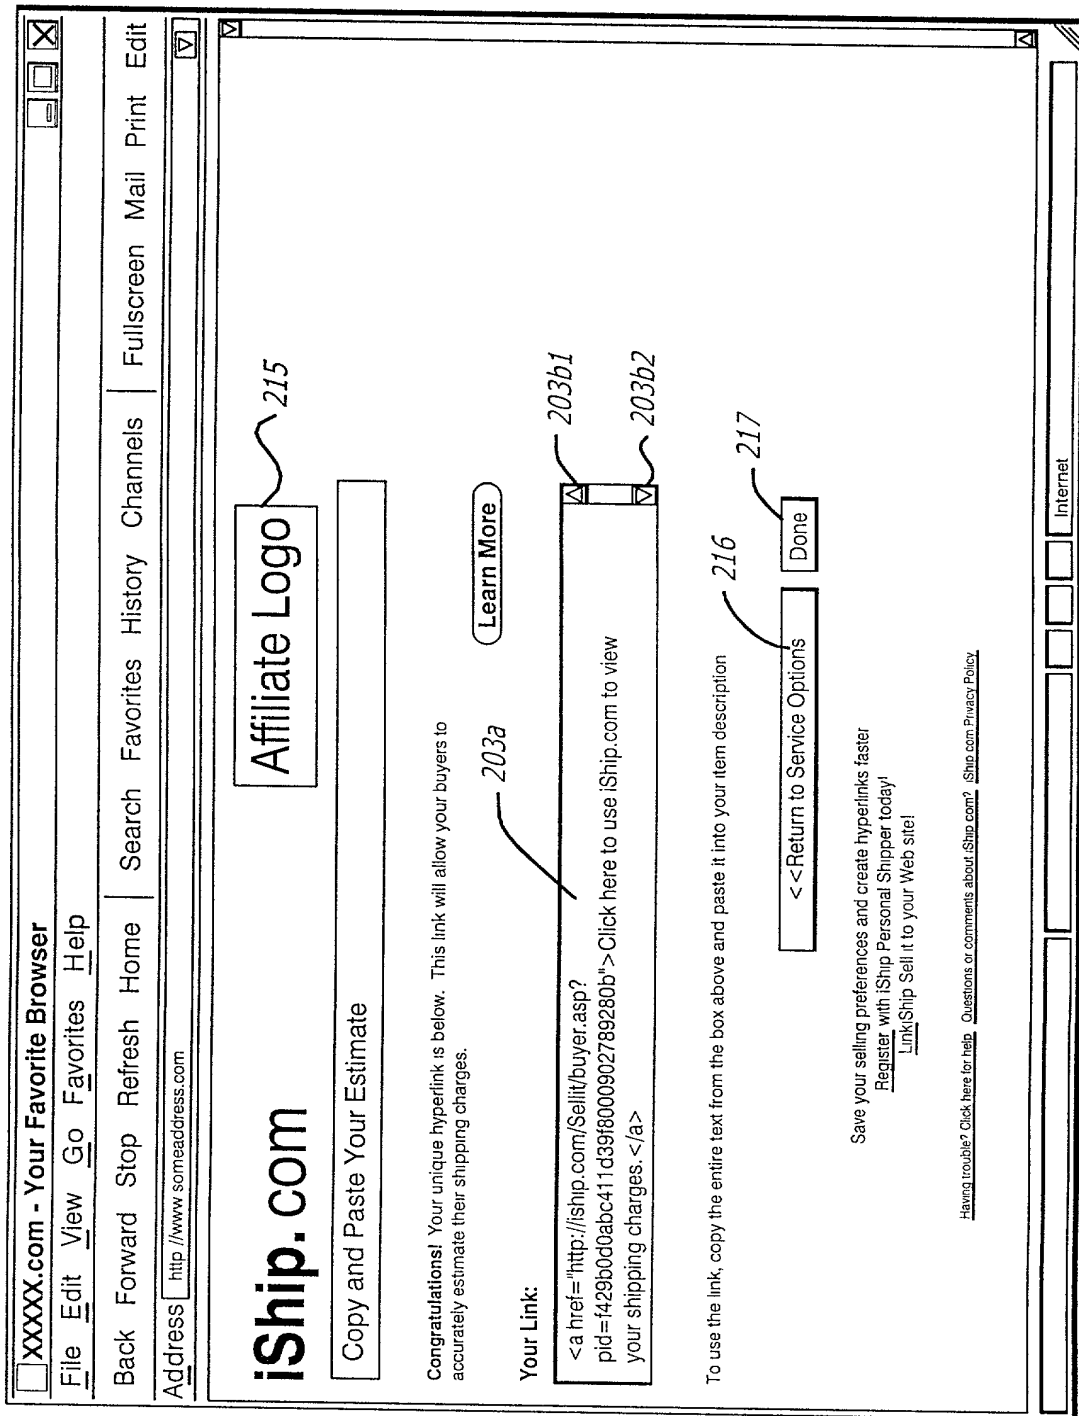 XXXXX.com - Your Favorite Browser
File Edit View Go Favorites Help
Back Forward Stop Refresh Home Search Favorites History Channels Fullscreen Mail Print Edit
Address http //www someaddress.com
iShip.com
Affiliate Logo
215
Copy and Paste Your Estimate
Congratulations! Your unique hyperlink is below. This link will allow your buyers to
accurately estimate their shipping charges.
Learn More
Your Link:
203a
203b1
<a href="http://iship.com/Sellit/buyer.asp?
pid=f429b0d0abc411d39f8000902789280b">Click here to use iShip.com to view
your shipping charges.</a>
203b2
To use the link, copy the entire text from the box above and paste it into your item description
216
217
<<Return to Service Options
Done
Save your selling preferences and create hyperlinks faster
Register with iShip Personal Shipper today!
LinkiShip Sell it to your Web site!
Having trouble? Click here for help Questions or comments about iShip com? iShip com Privacy Policy
Internet